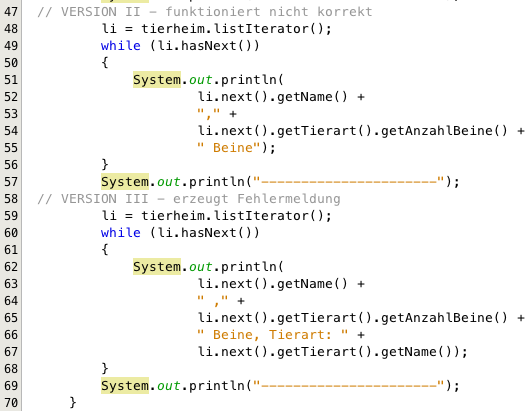 47 // VERSION II - funktioniert nicht korrekt
48         li = tierheim.listIterator();
49         while (li.hasNext())
50         {
51             System.out.println(
52                     li.next().getName() +
53                     "," +
54                     li.next().getTierart().getAnzahlBeine() +
55                     " Beine");
56         }
57         System.out.println("----------------------");
58 // VERSION III - erzeugt Fehlermeldung
59         li = tierheim.listIterator();
60         while (li.hasNext())
61         {
62             System.out.println(
63                     li.next().getName() +
64                     " ," +
65                     li.next().getTierart().getAnzahlBeine() +
66                     " Beine, Tierart: " +
67                     li.next().getTierart().getName());
68         }
69         System.out.println("----------------------");
70     }